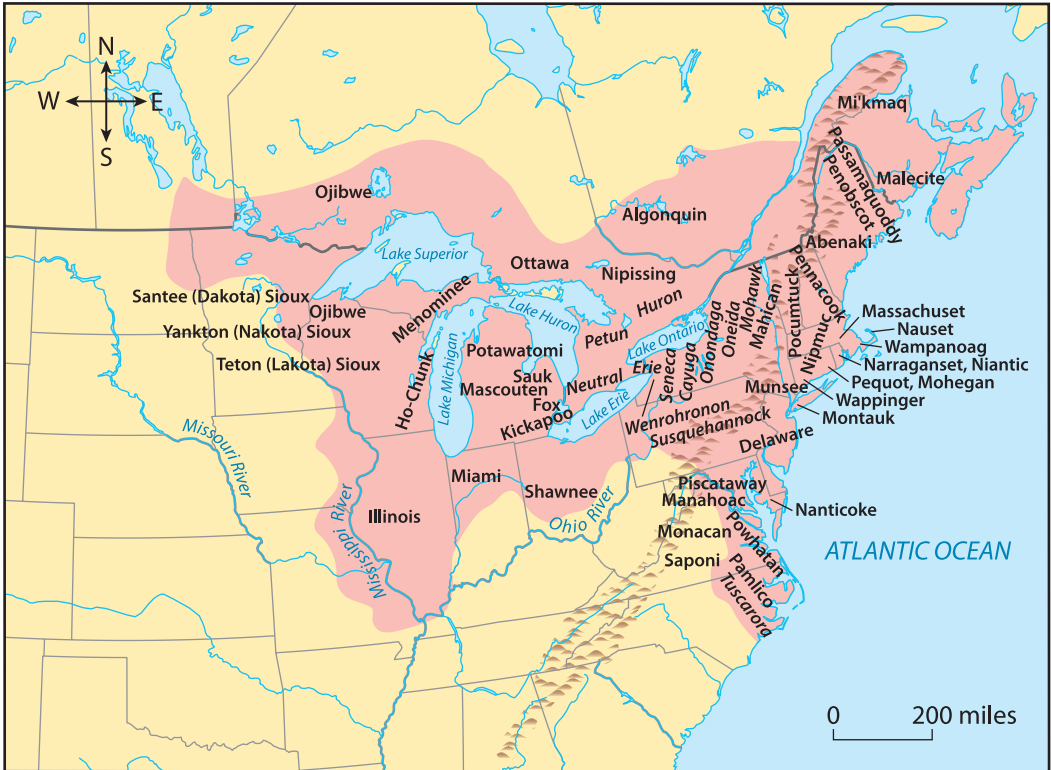 N
W
E
S
Mi'kmaq
Passamaquoddy
Penobscot
Malecite
Ojibwe
Algonquin
Abenaki
Lake Superior
Ottawa
Nipissing
Pennacook
Santee (Dakota) Sioux
Ojibwe
Menominee
Lake Huron
Huron
Mohawk
Mahican
Pocumtuck
Massachuset
Nauset
Yankton (Nakota) Sioux
Petun
Lake Ontario
Oneida
Onondaga
Nipmuc
Wampanoag
Teton (Lakota) Sioux
Ho-Chunk
Lake Michigan
Potawatomi
Sauk
Mascouten
Fox
Kickapoo
Neutral
Lake Erie
Erie
Seneca
Cayuga
Narraganset, Niantic
Pequot, Mohegan
Munsee
Wappinger
Montauk
Wenrohronon
Susquehannock
Delaware
Missouri River
Miami
Shawnee
Piscataway
Manahoac
Nanticoke
Illinois
Mississippi River
Ohio River
Monacan
Powhatan
Saponi
Pamlico
Tuscarora
ATLANTIC OCEAN
0
200 miles